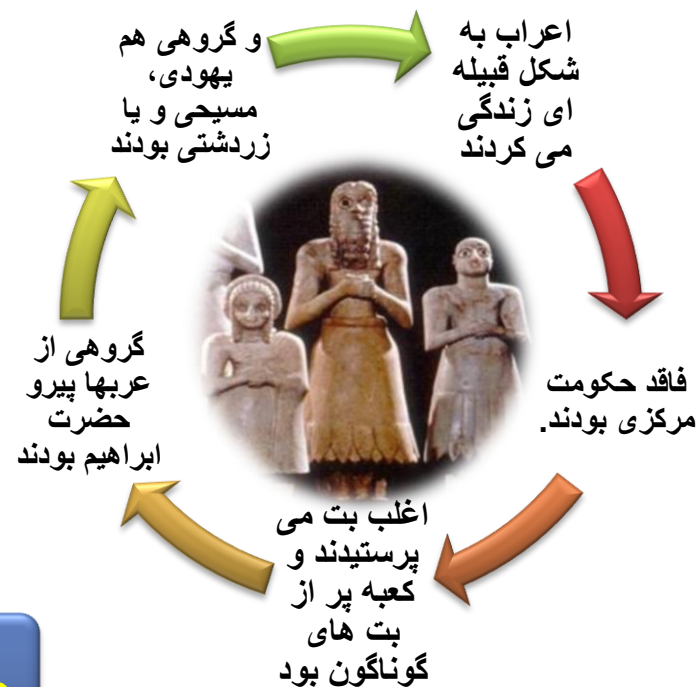 اعراب به
شکل قبیله
ای زندگی
می کردند
فاقد حکومت
مرکزی بودند.
اغلب بت می
پرستیدند و
کعبه پر از
بت های
گوناگون بود
گروهی از
عربها پیرو
حضرت
ابراهیم بودند
و گروهی هم
یهودی،
مسیحی و یا
زردشتی بودند